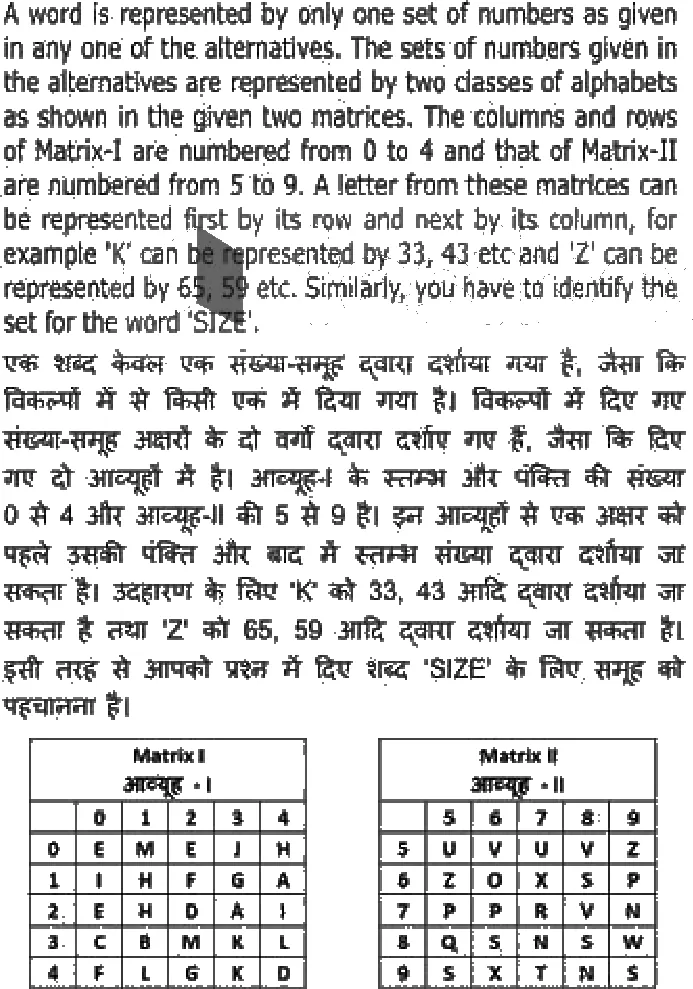 A word is represented by only one set of numbers as given
in any one of the alternatives. The sets of numbers given in
the alternatives are represented by two classes of alphabets
as shown in the given two matrices. The columns and rows
of Matrix-I are numbered from 0 to 4 and that of Matrix-II
are numbered from 5 to 9. A letter from these matrices can
be represented first by its row and next by its column, for
example 'K' can be represented by 33, 43 etc and 'Z' can be
represented by 65, 59 etc. Similarly, you have to identify the
set for the word 'SIZE'.
एक शब्द केवल एक संख्या-समूह द्वारा दर्शाया गया है, जैसा कि
विकल्पों में से किसी एक में दिया गया है। विकल्पों में दिए गए
संख्या-समूह अक्षरों के दो वर्गों द्वारा दर्शाए गए हैं, जैसा कि दिए
गए दो आव्यूहों में है। आव्यूह-I के स्तम्भ और पंक्ति की संख्या
0 से 4 और आव्यूह-II की 5 से 9 है। इन आव्यूहों से एक अक्षर को
पहले उसकी पंक्ति और बाद में स्तम्भ संख्या द्वारा दर्शाया जा
सकता है। उदहारण के लिए 'K' को 33, 43 आदि द्वारा दर्शाया जा
सकता है तथा 'Z' को 65, 59 आदि द्वारा दर्शाया जा सकता है।
इसी तरह से आपको प्रश्न में दिए शब्द 'SIZE' के लिए समूह को
पहचानना है।
Matrix I
आव्यूह - I
0 1 2 3 4
0 E M E J H
1 I H F G A
2 E H D A I
3 C B M K L
4 F L G K D
Matrix II
आव्यूह - II
5 6 7 8 9
5 U V U V Z
6 Z O X S P
7 P P R V N
8 Q S N S W
9 S X T N S